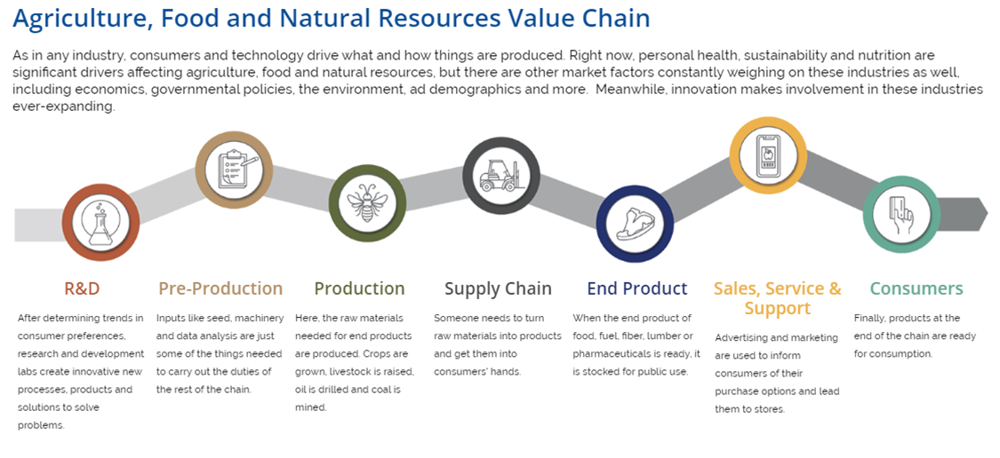 Agriculture, Food and Natural Resources Value Chain
As in any industry, consumers and technology drive what and how things are produced. Right now, personal health, sustainability and nutrition are
significant drivers affecting agriculture, food and natural resources, but there are other market factors constantly weighing on these industries as well,
including economics, governmental policies, the environment, ad demographics and more.  Meanwhile, innovation makes involvement in these industries
ever-expanding.
R&D
After determining trends in
consumer preferences,
research and development
labs create innovative new
processes, products and
solutions to solve
problems.
Pre-Production
Inputs like seed, machinery
and data analysis are just
some of the things needed
to carry out the duties of
the rest of the chain.
Production
Here, the raw materials
needed for end products
are produced. Crops are
grown, livestock is raised,
oil is drilled and coal is
mined.
Supply Chain
Someone needs to turn
raw materials into products
and get them into
consumers' hands.
End Product
When the end product of
food, fuel, fiber, lumber or
pharmaceuticals is ready, it
is stocked for public use.
Sales, Service &
Support
Advertising and marketing
are used to inform
consumers of their
purchase options and lead
them to stores.
Consumers
Finally, products at the
end of the chain are ready
for consumption.